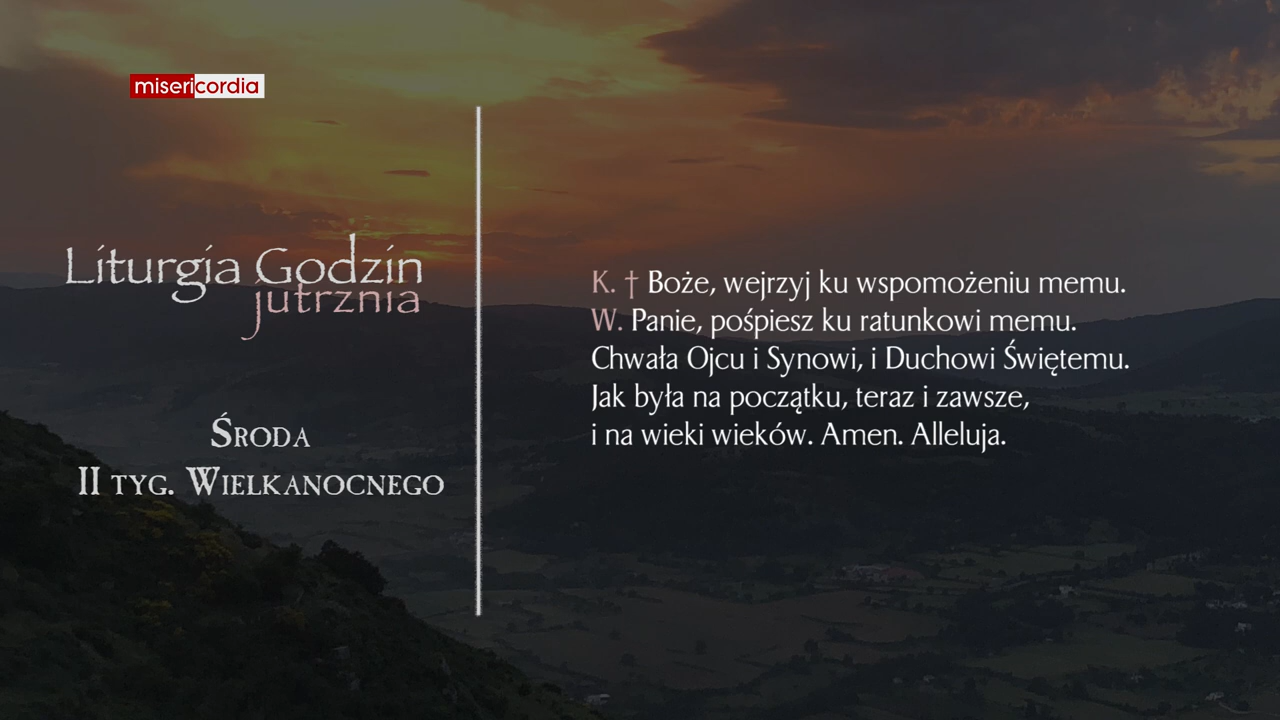 misericordia
Liturgia Godzin
jutrznia
Środa
II tyg. Wielkanocnego
K. † Boże, wejrzyj ku wspomożeniu memu.
W. Panie, pośpiesz ku ratunkowi memu.
Chwała Ojcu i Synowi, i Duchowi Świętemu.
Jak była na początku, teraz i zawsze,
i na wieki wieków. Amen. Alleluja.